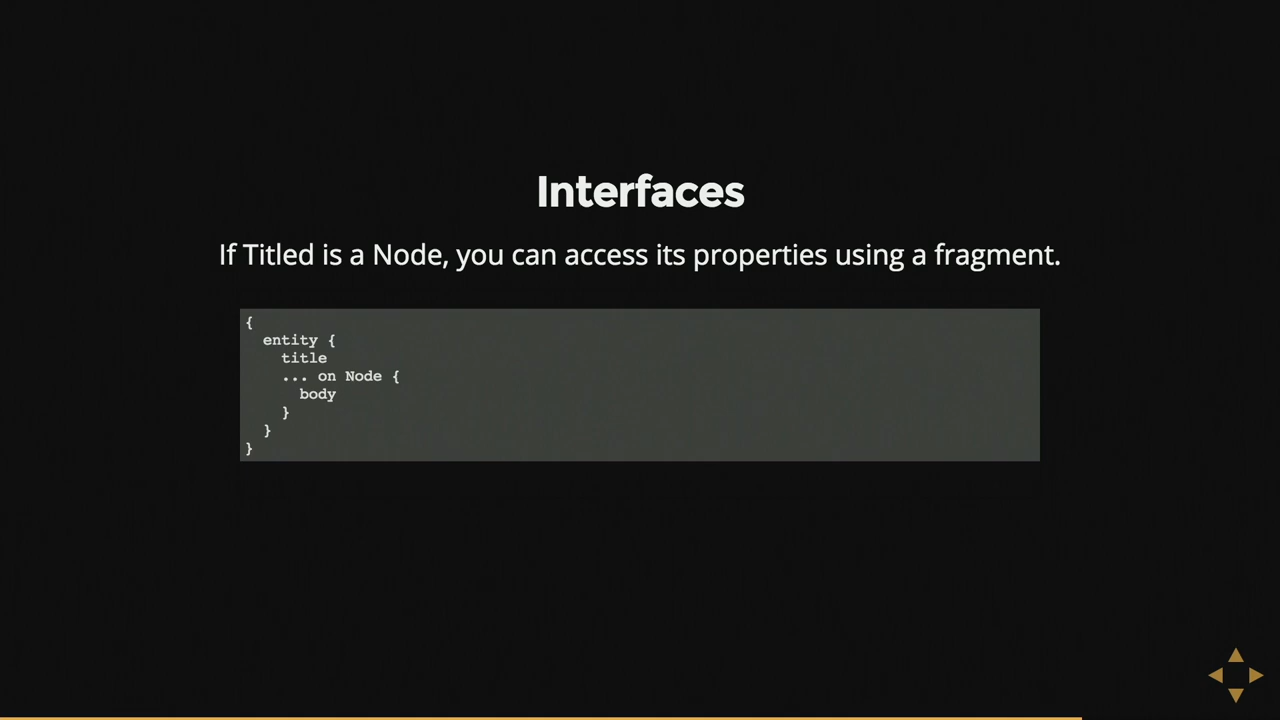 Interfaces
If Titled is a Node, you can access its properties using a fragment.
{
  entity {
    title
    ... on Node {
      body
    }
  }
}